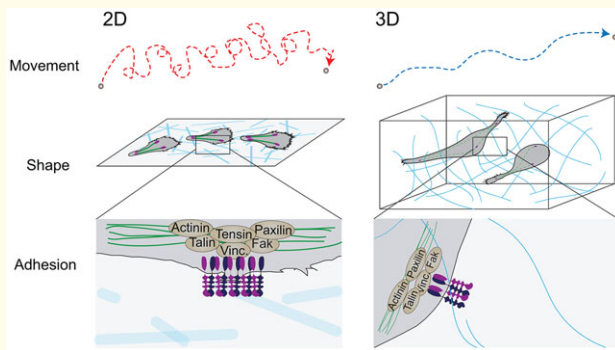 2D 3D
Movement
Shape
Adhesion
Actinin Tensin Paxilin
Talin Vinc. Fak
Actinin Paxilin
Talin Vinc. Fak